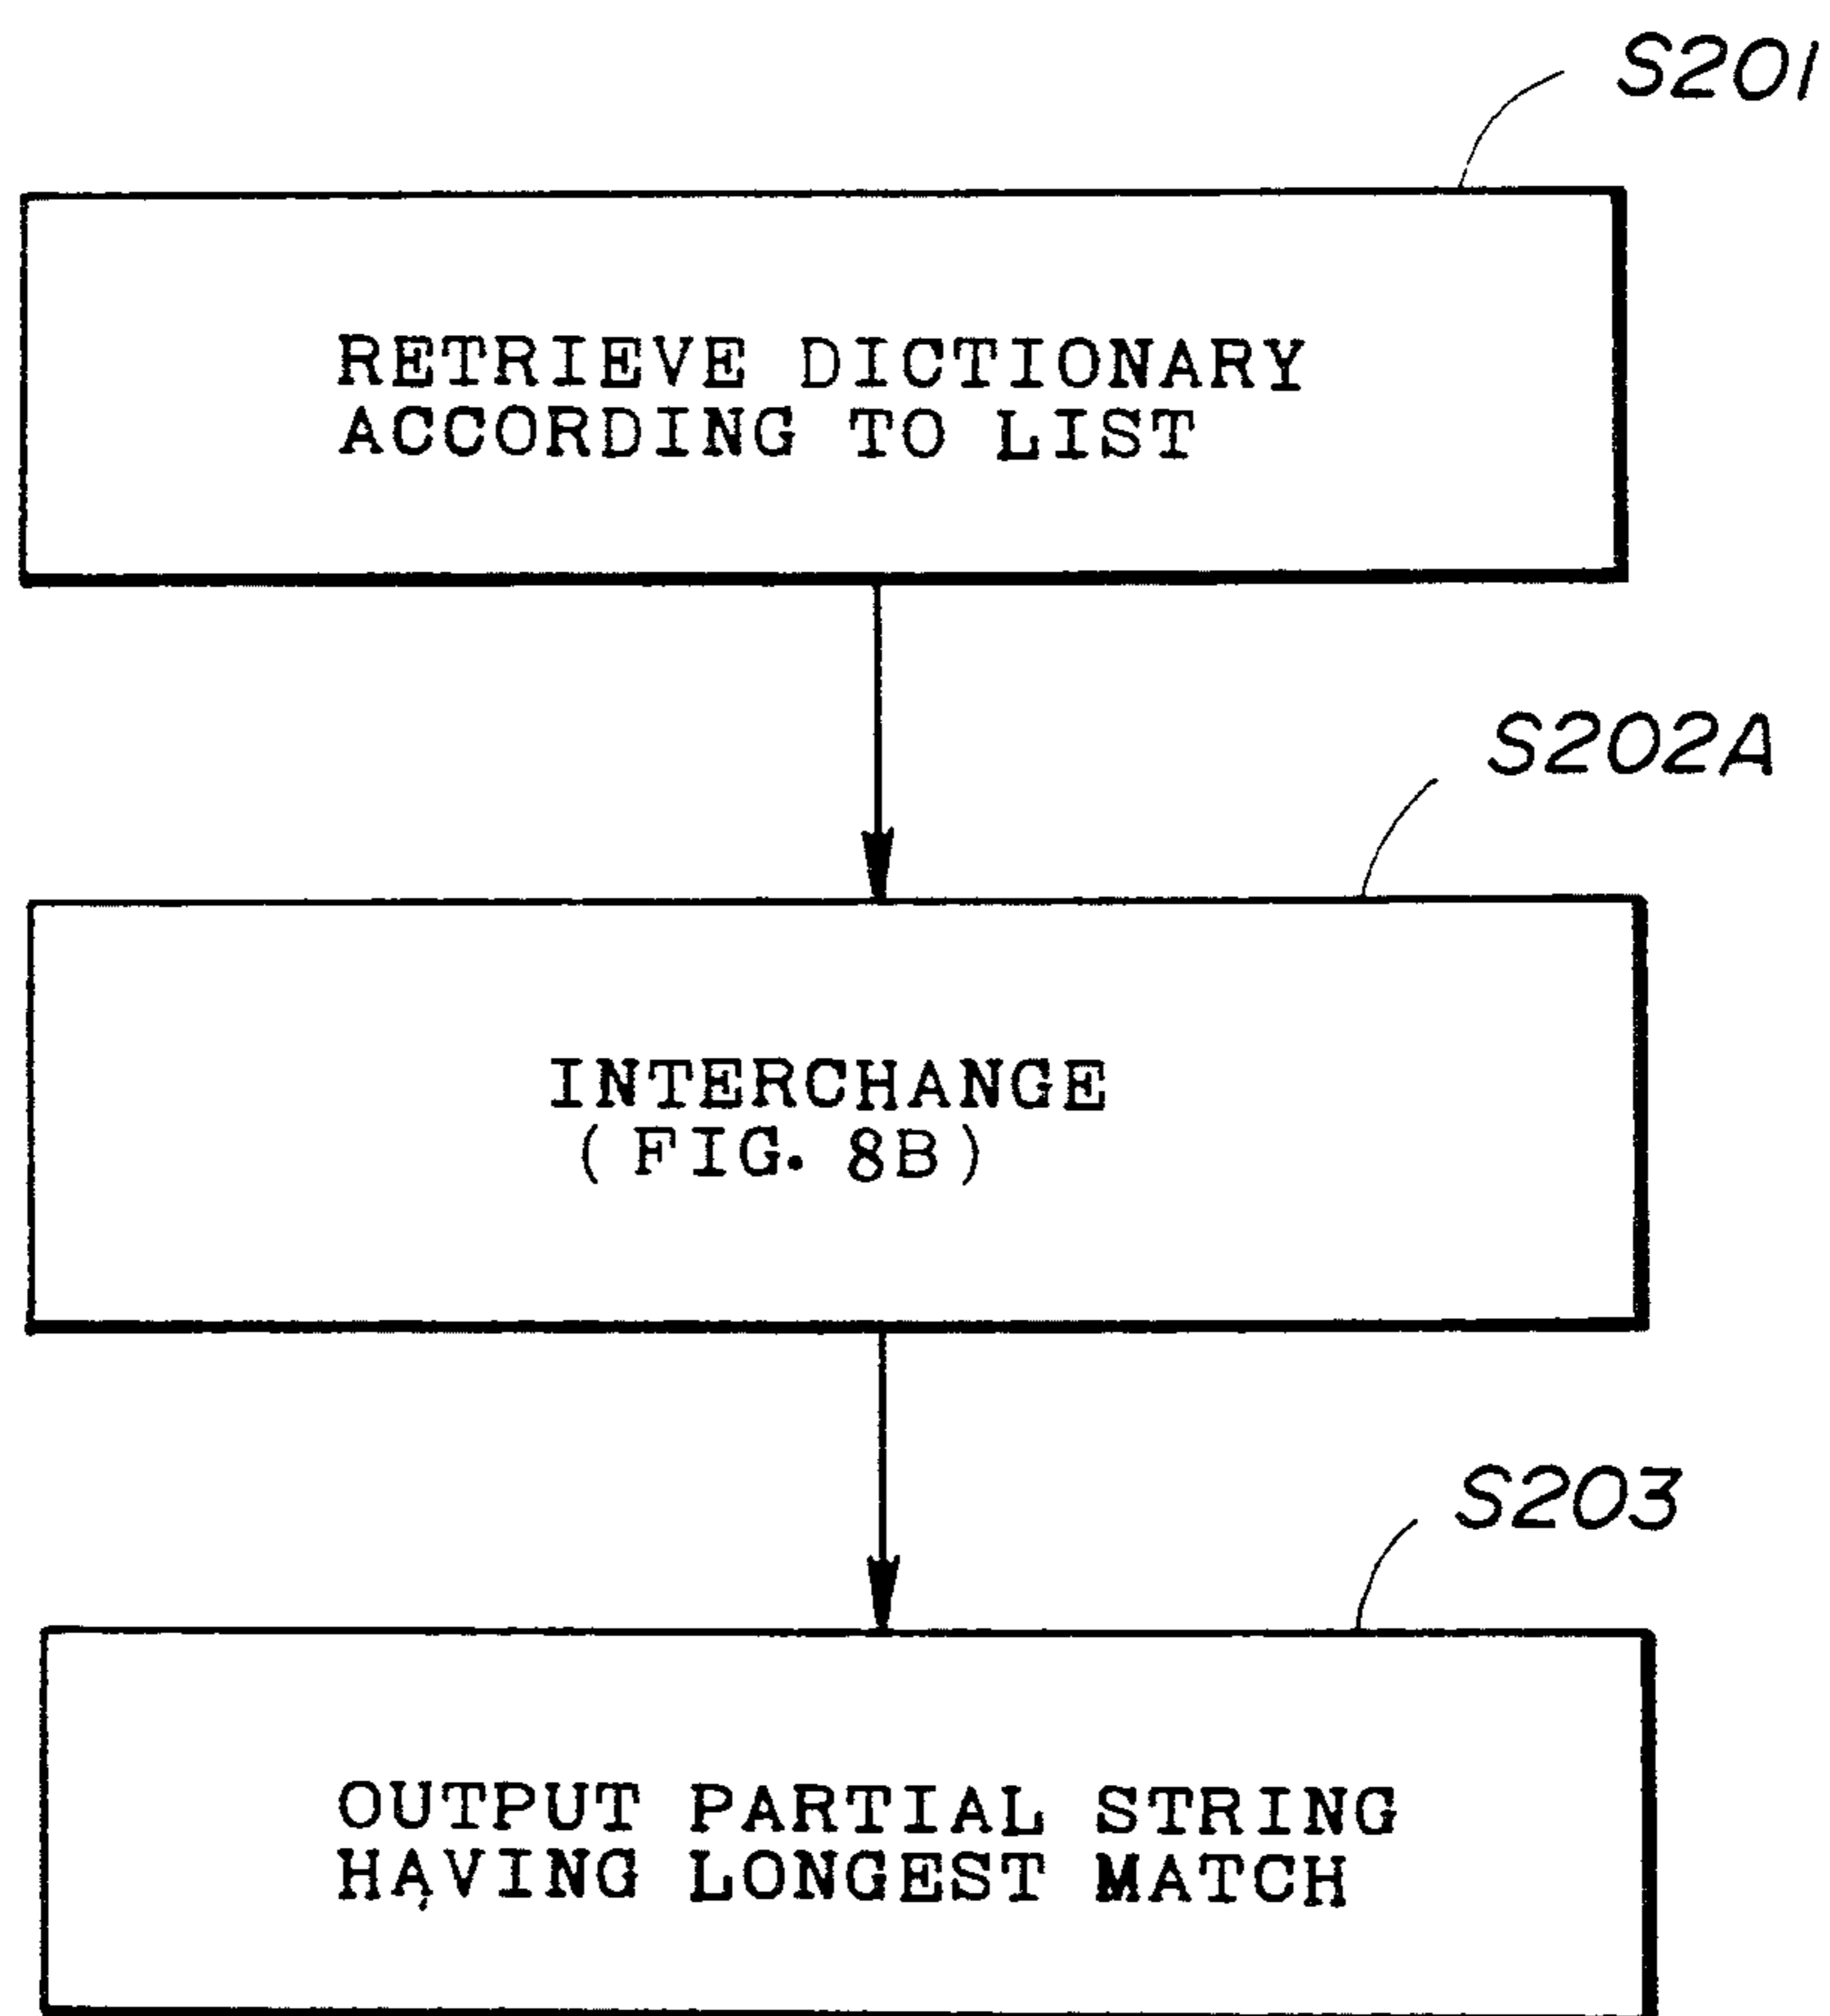 S201
RETRIEVE DICTIONARY
ACCORDING TO LIST
S202A
INTERCHANGE
(FIG. 8B)
S203
OUTPUT PARTIAL STRING
HAVING LONGEST MATCH